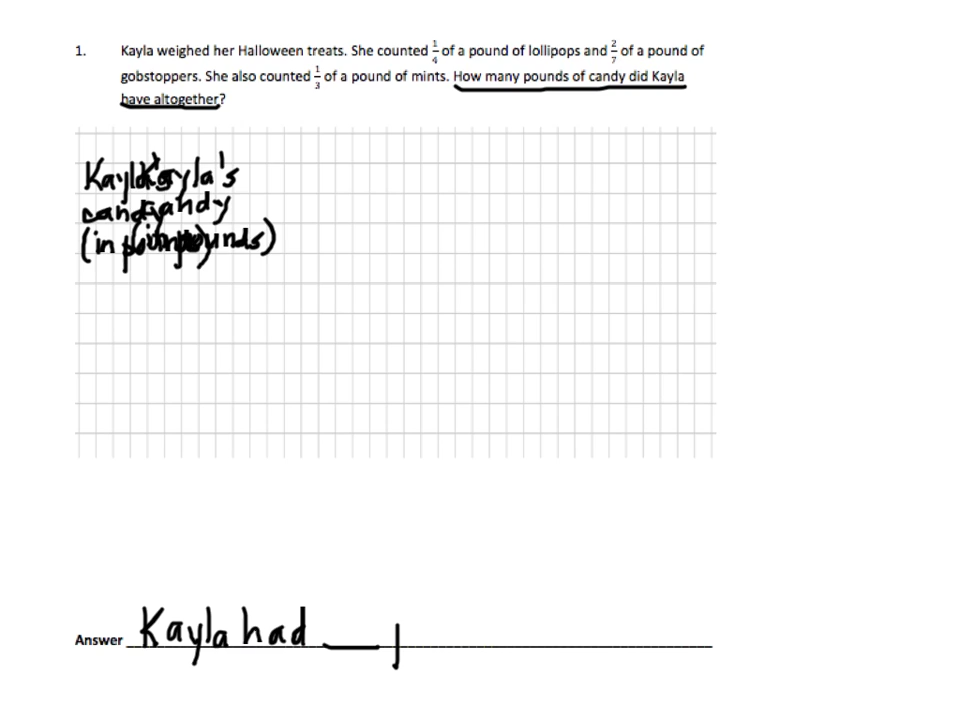 1. Kayla weighed her Halloween treats. She counted 1/4 of a pound of lollipops and 2/7 of a pound of
gobstoppers. She also counted 1/3 of a pound of mints. How many pounds of candy did Kayla
have altogether?
Kayla's
candy
(in pounds)
Answer Kayla had __